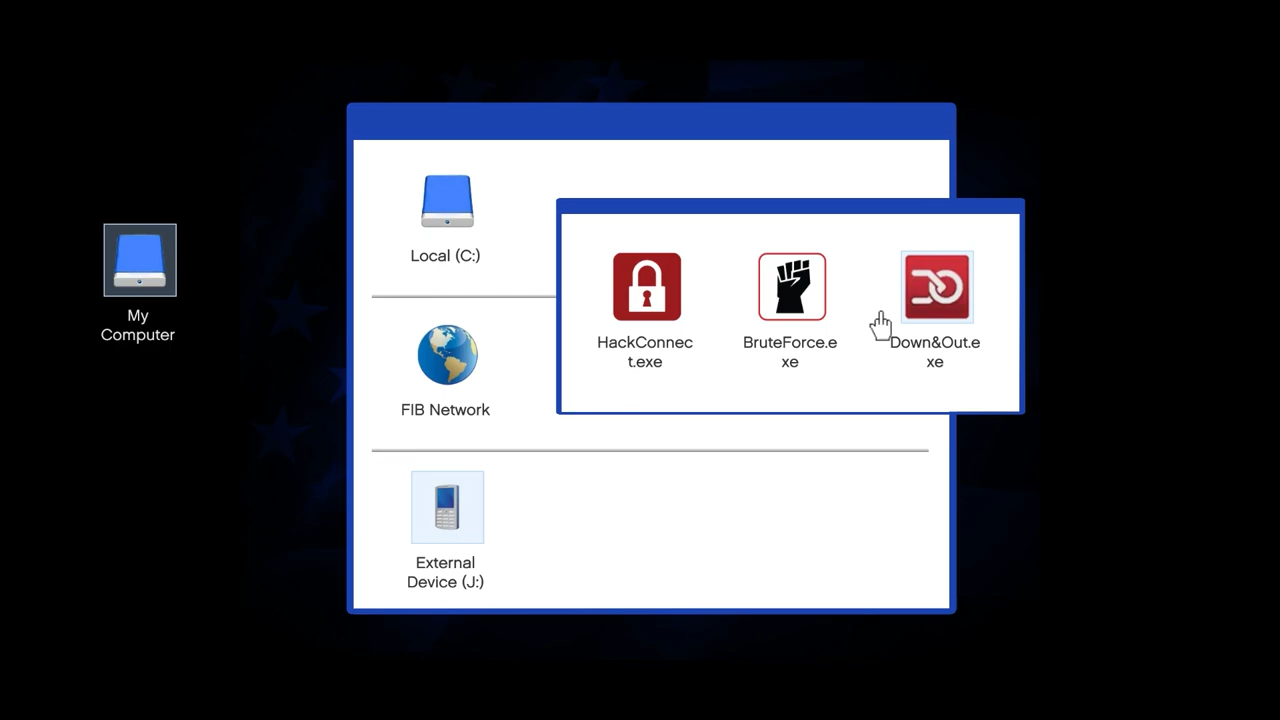 My
Computer
Local (C:)
FIB Network
External
Device (J:)
HackConnec
t.exe
BruteForce.e
xe
Down&Out.e
xe